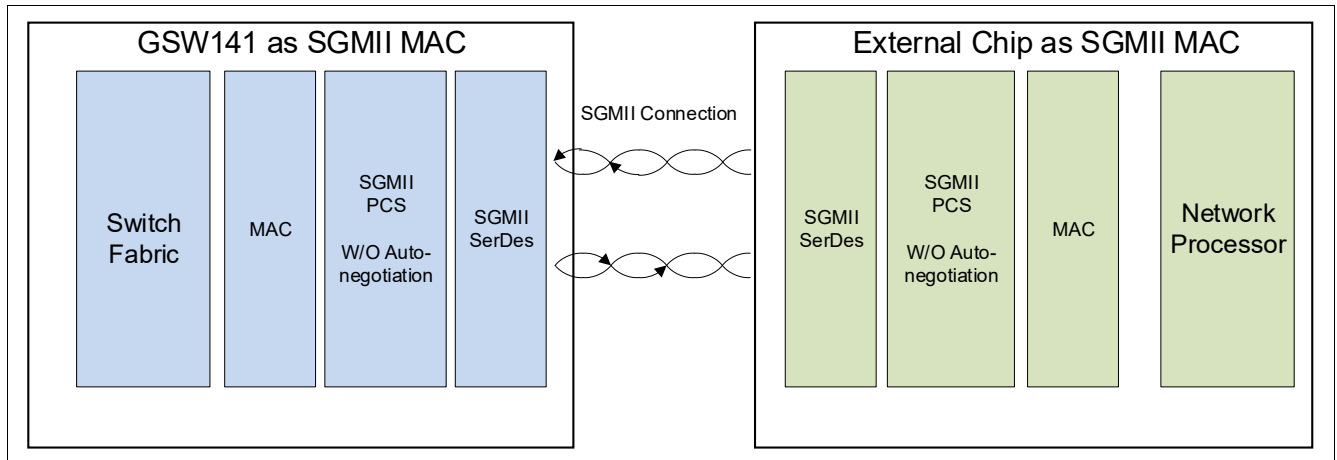 GSW141 as SGMII MAC
Switch
Fabric
MAC
SGMII
PCS
W/O Auto-
negotiation
SGMII
SerDes
SGMII Connection
External Chip as SGMII MAC
SGMII
SerDes
SGMII
PCS
W/O Auto-
negotiation
MAC
Network
Processor